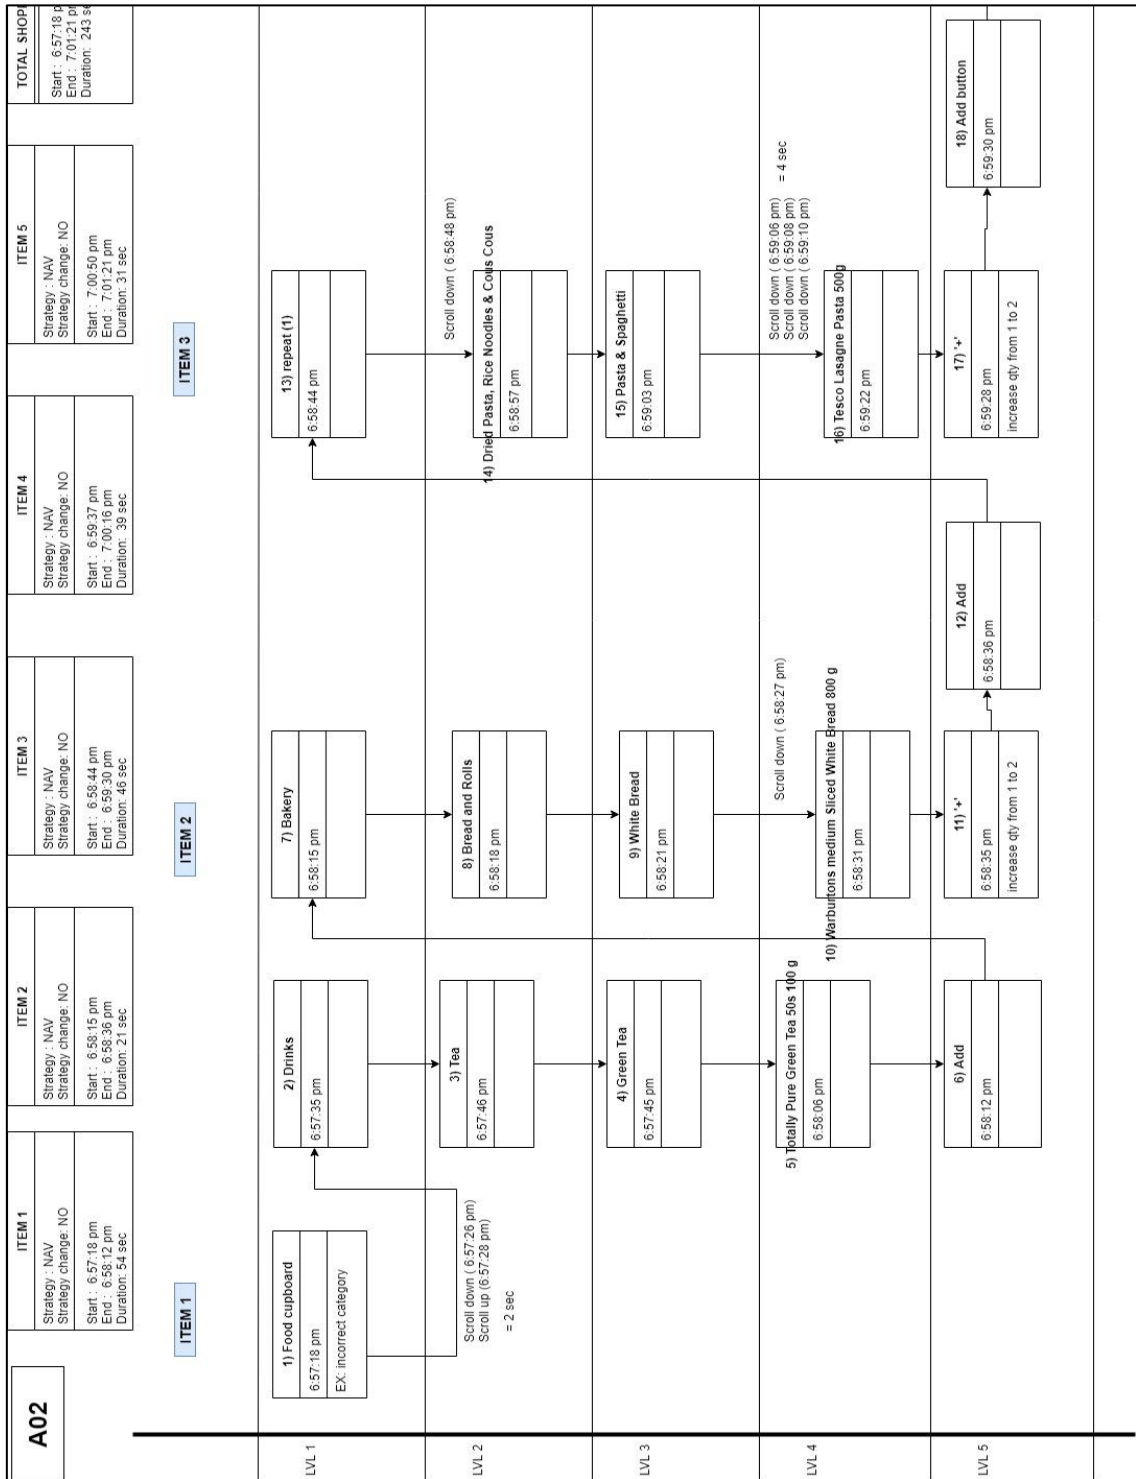 A02
ITEM 1
Strategy : NAV
Strategy change: NO
Start : 6:57:18 pm
End : 6:58:12 pm
Duration: 54 sec
ITEM 2
Strategy : NAV
Strategy change: NO
Start : 6:58:15 pm
End : 6:58:36 pm
Duration: 21 sec
ITEM 3
Strategy : NAV
Strategy change: NO
Start : 6:58:44 pm
End : 6:59:30 pm
Duration: 46 sec
ITEM 4
Strategy : NAV
Strategy change: NO
Start : 6:59:37 pm
End : 7:00:16 pm
Duration: 39 sec
ITEM 5
Strategy : NAV
Strategy change: NO
Start : 7:00:50 pm
End : 7:01:21 pm
Duration: 31 sec
TOTAL
Start : 6:57:18
End : 7:01:21
Duration: 243
ITEM 1
ITEM 2
ITEM 3
LVL 1
1) Food cupboard
6:57:18 pm
EX: incorrect category
2) Drinks
6:57:35 pm
7) Bakery
6:58:15 pm
13) repeat (1)
6:58:44 pm
LVL 2
Scroll down ( 6:57:26 pm)
Scroll up (6:57:28 pm)
= 2 sec
3) Tea
6:57:46 pm
8) Bread and Rolls
6:58:18 pm
Scroll down ( 6:58:48 pm)
14) Dried Pasta, Rice Noodles & Cous Cous
6:58:57 pm
LVL 3
4) Green Tea
6:57:45 pm
9) White Bread
6:58:21 pm
15) Pasta & Spaghetti
6:59:03 pm
LVL 4
5) Totally Pure Green Tea 50s 100 g
6:58:06 pm
Scroll down ( 6:58:27 pm)
10) Warburtons medium Sliced White Bread 800 g
6:58:31 pm
Scroll down ( 6:59:06 pm) = 4 sec
Scroll down ( 6:59:08 pm)
Scroll down ( 6:59:10 pm)
16) Tesco Lasagne Pasta 500g
6:59:22 pm
LVL 5
6) Add
6:58:12 pm
11) '+'
6:58:35 pm
increase qty from 1 to 2
12) Add
6:58:36 pm
17) '+'
6:59:28 pm
increase qty from 1 to 2
18) Add button
6:59:30 pm